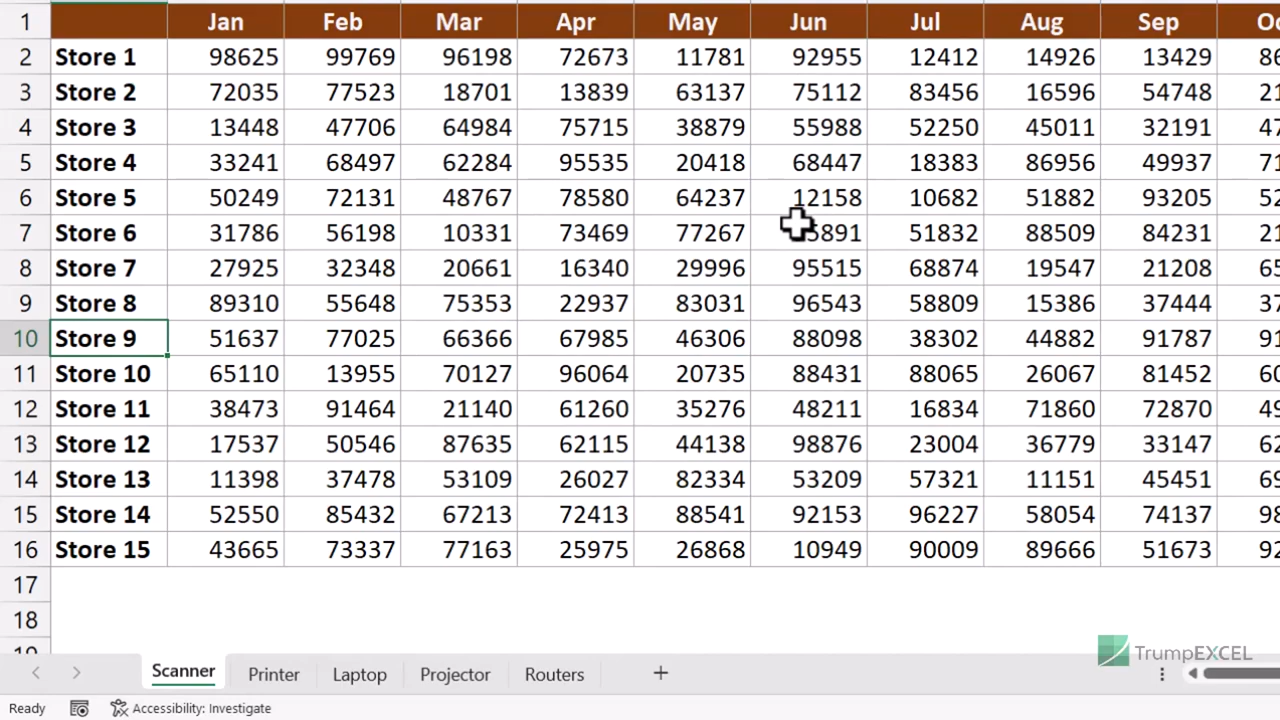 1 Jan Feb Mar Apr May Jun Jul Aug Sep
2 Store 1 98625 99769 96198 72673 11781 92955 12412 14926 13429
3 Store 2 72035 77523 18701 13839 63137 75112 83456 16596 54748
4 Store 3 13448 47706 64984 75715 38879 55988 52250 45011 32191
5 Store 4 33241 68497 62284 95535 20418 68447 18383 86956 49937
6 Store 5 50249 72131 48767 78580 64237 12158 10682 51882 93205
7 Store 6 31786 56198 10331 73469 77267 51832 88509 84231
8 Store 7 27925 32348 20661 16340 29996 95515 68874 19547 21208
9 Store 8 89310 55648 75353 22937 83031 96543 58809 15386 37444
10 Store 9 51637 77025 66366 67985 46306 88098 38302 44882 91787
11 Store 10 65110 13955 70127 96064 20735 88431 88065 26067 81452
12 Store 11 38473 91464 21140 61260 35276 48211 16834 71860 72870
13 Store 12 17537 50546 87635 62115 44138 98876 23004 36779 33147
14 Store 13 11398 37478 53109 26027 82334 53209 57321 11151 45451
15 Store 14 52550 85432 67213 72413 88541 92153 96227 58054 74137
16 Store 15 43665 73337 77163 25975 26868 10949 90009 89666 51673
17
18
TrumpEXCEL
Scanner Printer Laptop Projector Routers +
Ready Accessibility: Investigate